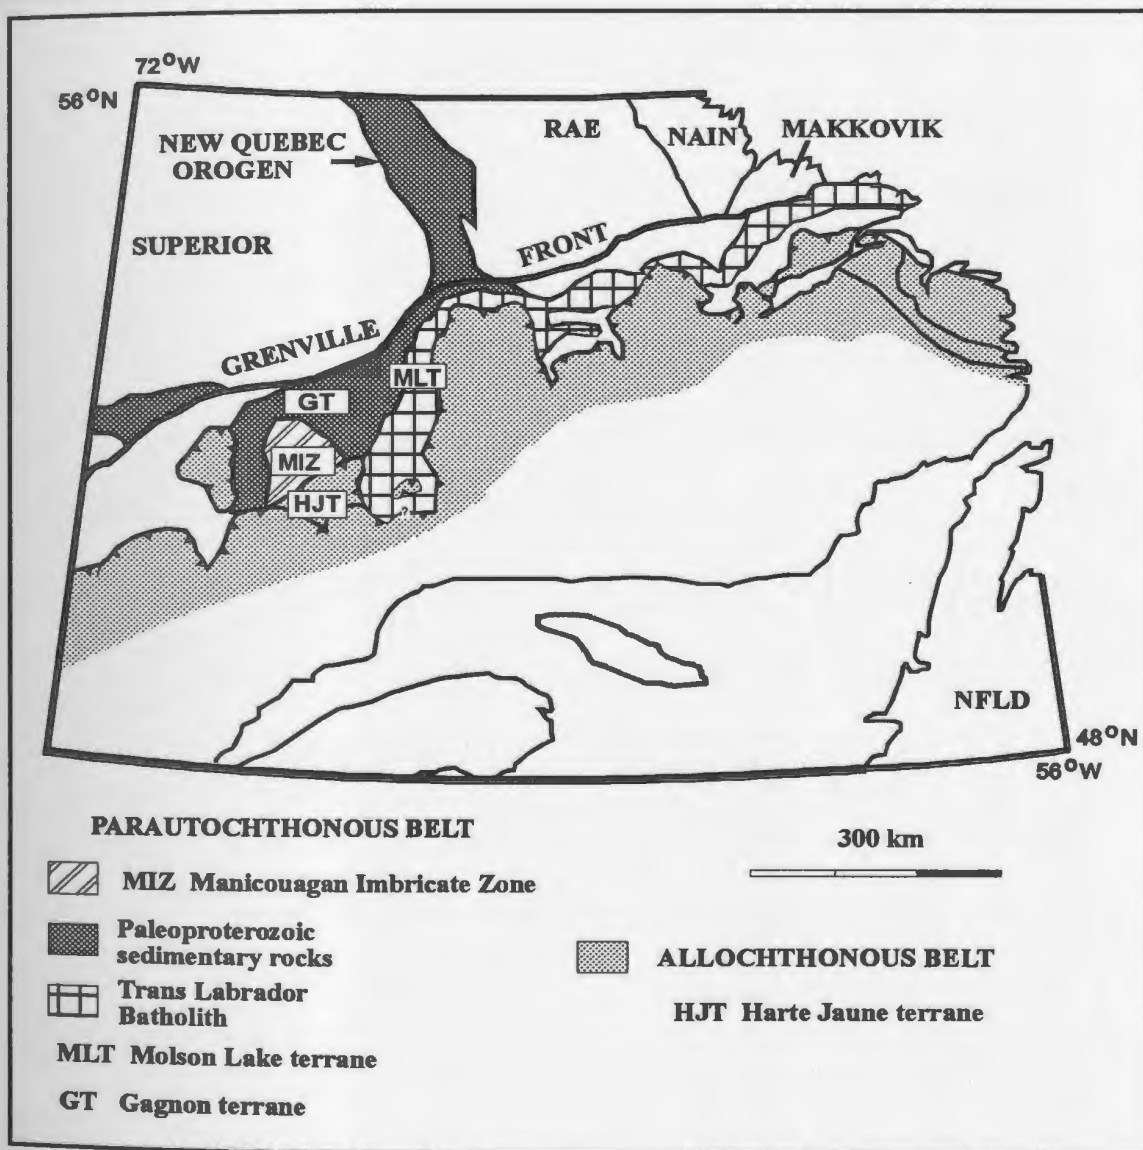 72°W
56°N
NEW QUEBEC
OROGEN
RAE
NAIN
MAKKOVIK
SUPERIOR
FRONT
GRENVILLE
MLT
GT
MIZ
HJT
?
NFLD
48°N
56°W
PARAUTOCHTHONOUS BELT
MIZ Manicouagan Imbricate Zone
Paleoproterozoic
sedimentary rocks
Trans Labrador
Batholith
MLT Molson Lake terrane
GT Gagnon terrane
300 km
ALLOCHTHONOUS BELT
HJT Harte Jaune terrane